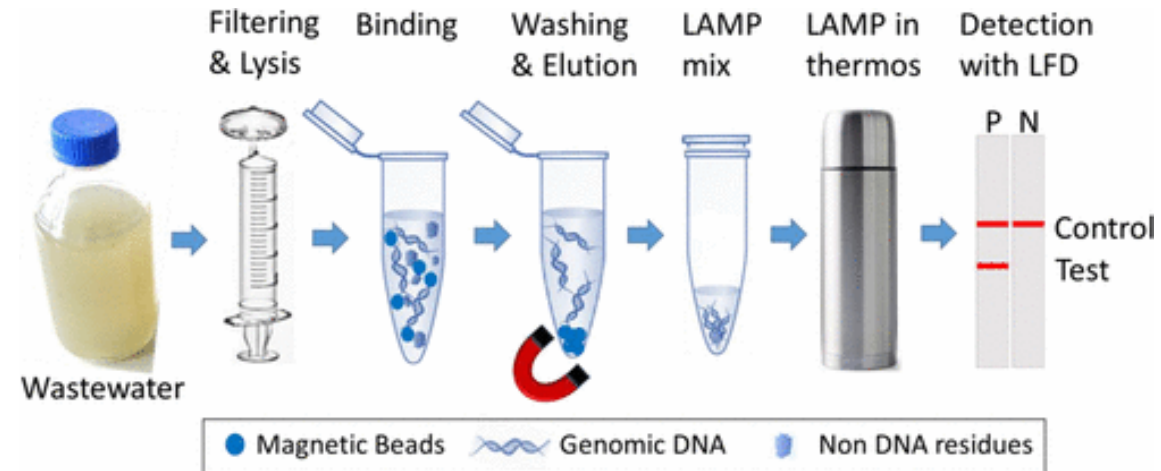 Filtering
& Lysis
Binding
Washing
& Elution
LAMP
mix
LAMP in
thermos
Detection
with LFD
P N
Control
Test
Wastewater
Magnetic Beads
Genomic DNA
Non DNA residues